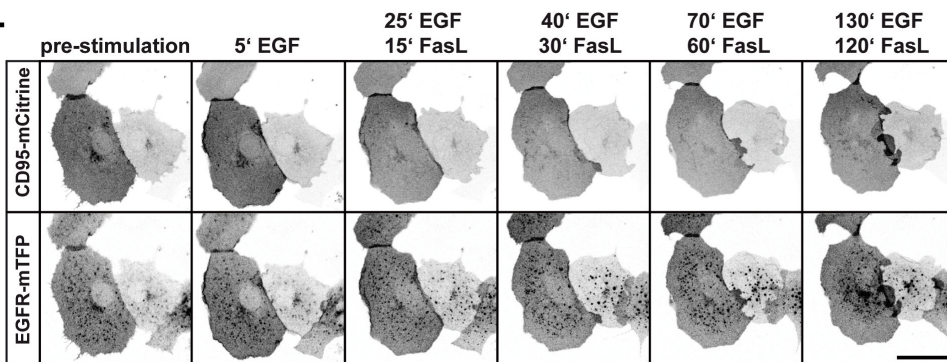 25‘ EGF 40‘ EGF 70‘ EGF 130‘ EGF
pre-stimulation 5‘ EGF 15‘ FasL 30‘ FasL 60‘ FasL 120‘ FasL
CD95-mCitrine
EGFR-mTFP